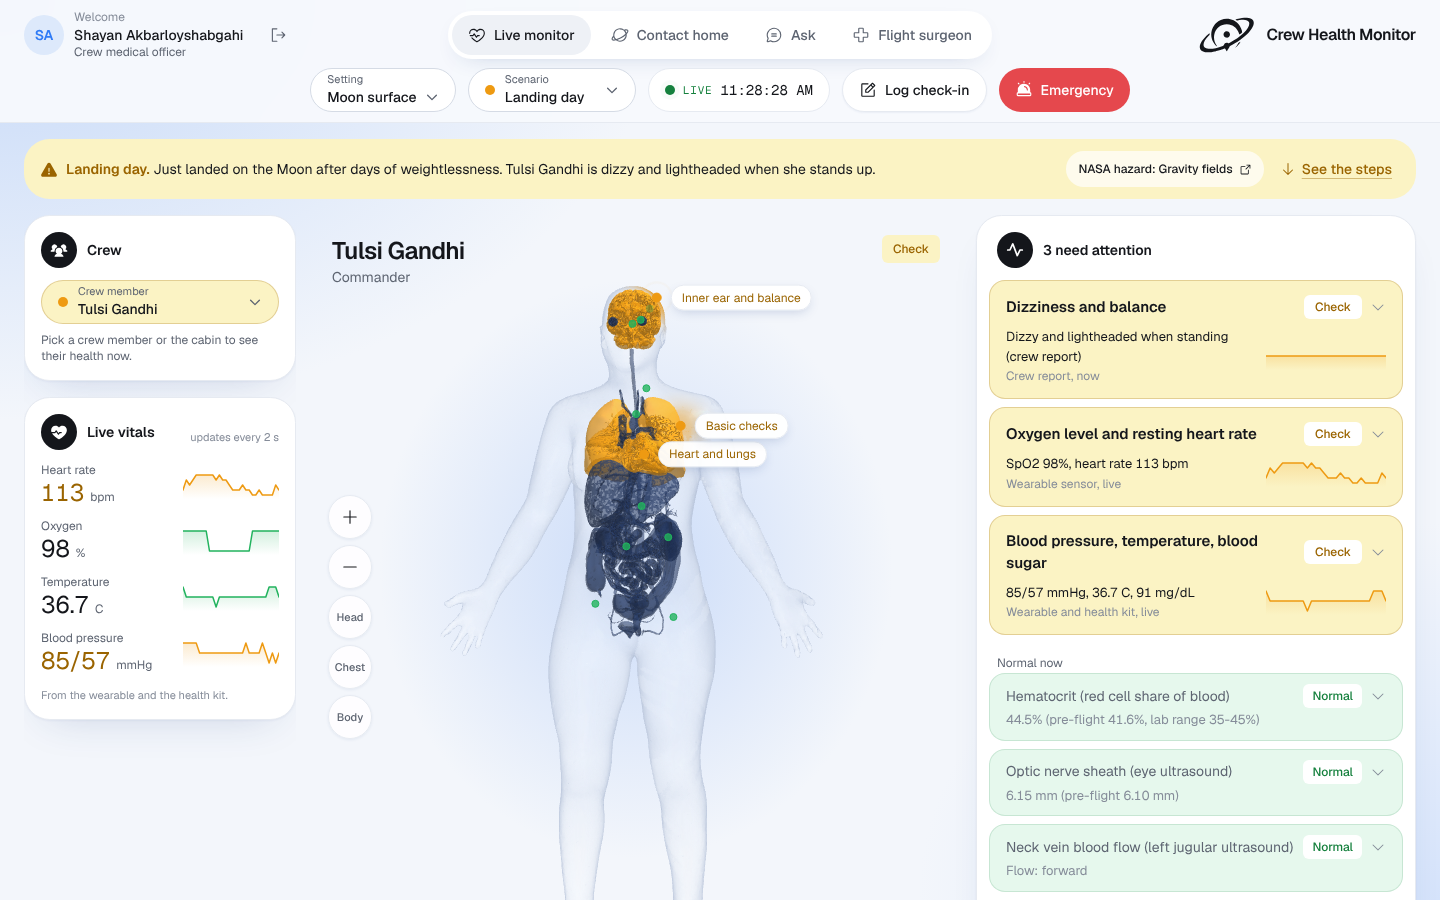 SA
Welcome
Shayan Akbarloyshabgahi
Crew medical officer
Live monitor
Contact home
Ask
Flight surgeon
Crew Health Monitor
Setting
Moon surface
Scenario
Landing day
LIVE 11:28:28 AM
Log check-in
Emergency
Landing day. Just landed on the Moon after days of weightlessness. Tulsi Gandhi is dizzy and lightheaded when she stands up.
NASA hazard: Gravity fields
See the steps
Crew
Crew member
Tulsi Gandhi
Pick a crew member or the cabin to see
their health now.
Live vitals
updates every 2 s
Heart rate
113 bpm
Oxygen
98 %
Temperature
36.7 C
Blood pressure
85/57 mmHg
From the wearable and the health kit.
Tulsi Gandhi
Commander
Check
Inner ear and balance
Basic checks
Heart and lungs
Head
Chest
Body
3 need attention
Dizziness and balance
Check
Dizzy and lightheaded when standing
(crew report)
Crew report, now
Oxygen level and resting heart rate
Check
SpO2 98%, heart rate 113 bpm
Wearable sensor, live
Blood pressure, temperature, blood
sugar
Check
85/57 mmHg, 36.7 C, 91 mg/dL
Wearable and health kit, live
Normal now
Hematocrit (red cell share of blood)
Normal
44.5% (pre-flight 41.6%, lab range 35-45%)
Optic nerve sheath (eye ultrasound)
Normal
6.15 mm (pre-flight 6.10 mm)
Neck vein blood flow (left jugular ultrasound)
Normal
Flow: forward